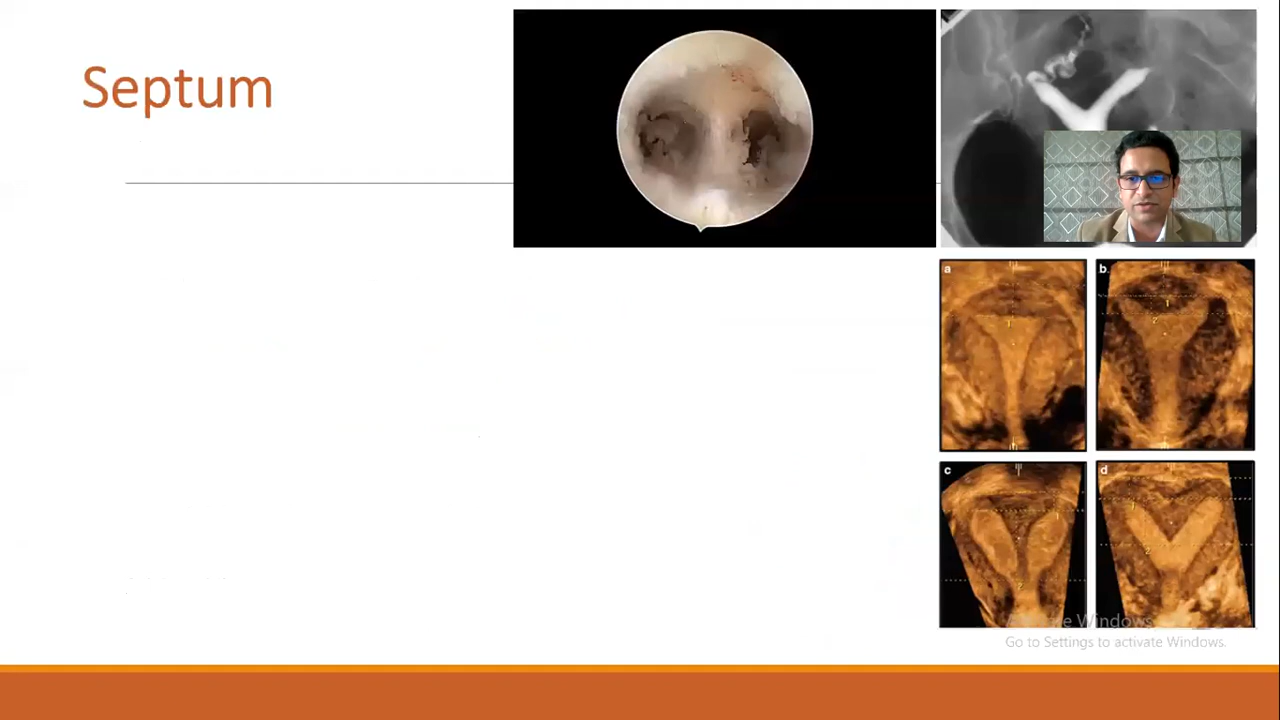 Septum
a
b
c
d
Activate Windows
Go to Settings to activate Windows.